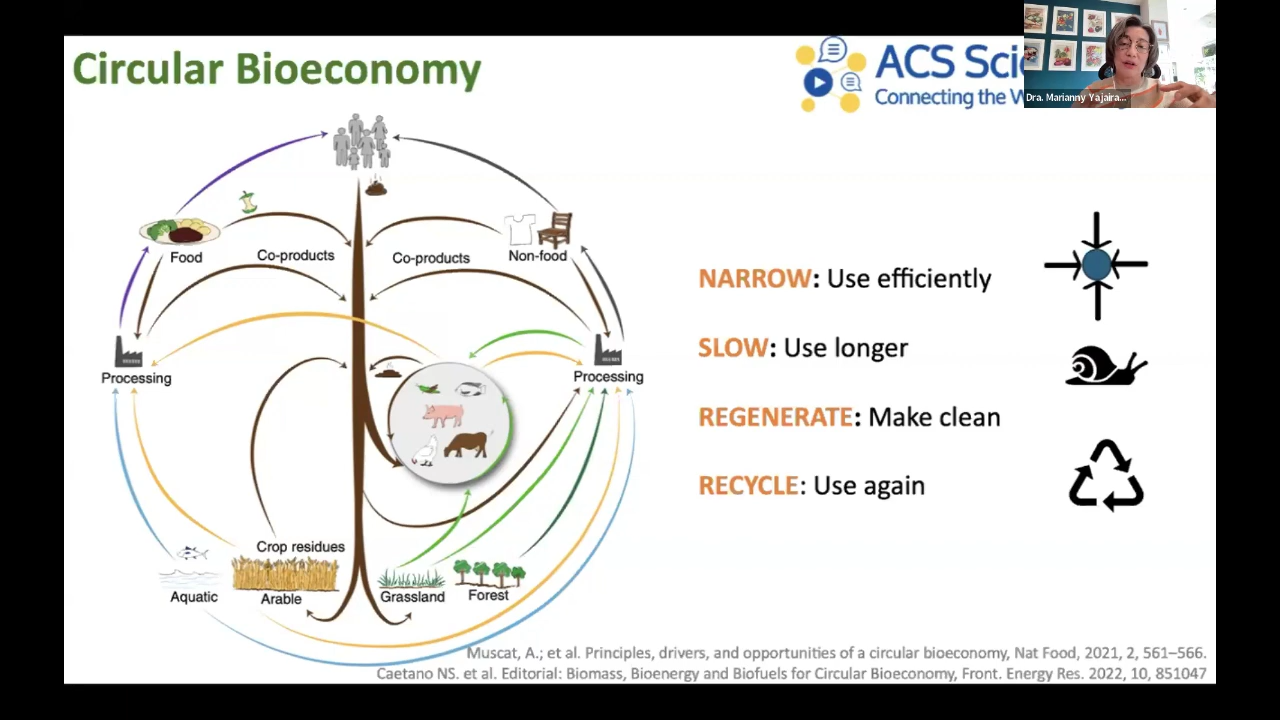 Circular Bioeconomy
ACS Sci
Connecting the W
Dra. Marianny Yajaira...
Food
Co-products
Co-products
Non-food
Processing
Processing
Crop residues
Aquatic
Arable
Grassland
Forest
NARROW: Use efficiently
SLOW: Use longer
REGENERATE: Make clean
RECYCLE: Use again
Muscat, A.; et al. Principles, drivers, and opportunities of a circular bioeconomy, Nat Food, 2021, 2, 561–566.
Caetano NS. et al. Editorial: Biomass, Bioenergy and Biofuels for Circular Bioeconomy, Front. Energy Res. 2022, 10, 851047